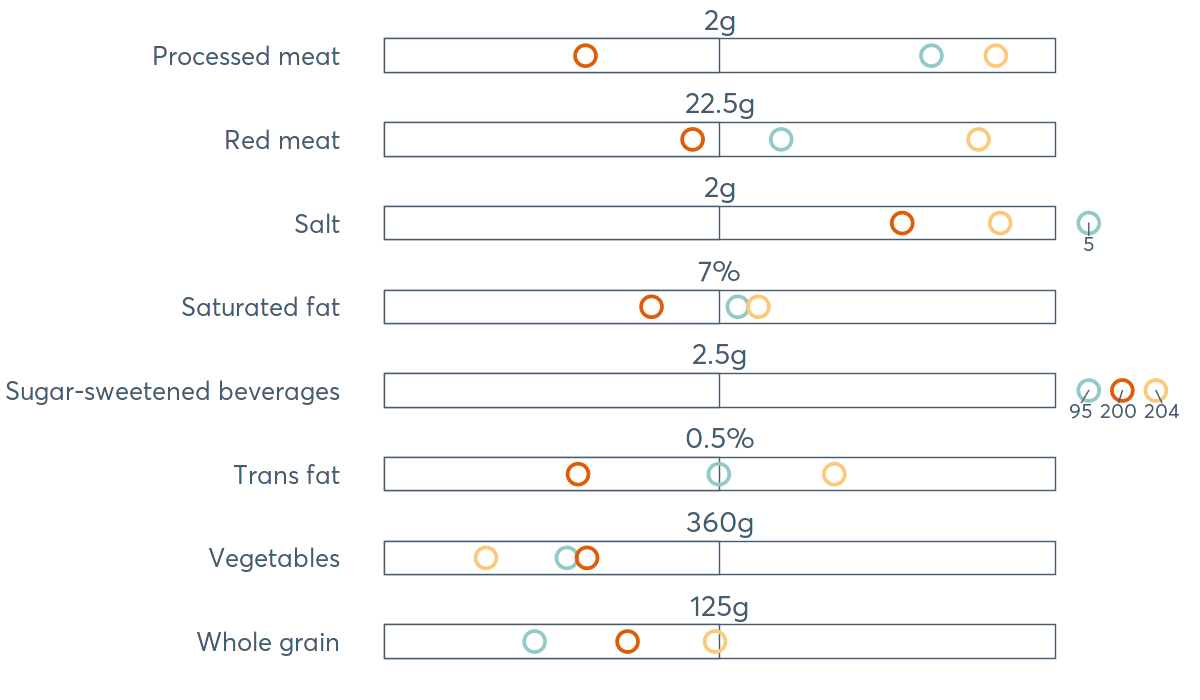 2g
Processed meat
22.5g
Red meat
2g
Salt
5
7%
Saturated fat
2.5g
Sugar-sweetened beverages
95 200 204
0.5%
Trans fat
360g
Vegetables
125g
Whole grain